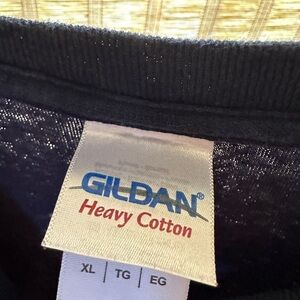 GILDAN®
Heavy Cotton
XL | TG | EG